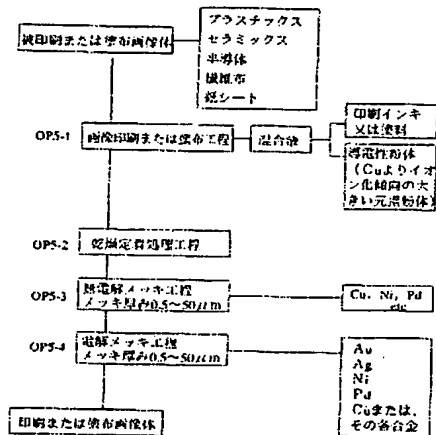 被印刷または塗布画像体
プラスチックス
セラミックス
半導体
繊維布
紙シート
OP5-1
画像印刷または塗布工程
混合液
印刷インキ
又は塗料
導電性粉体
(Cuよりイオ
ン化傾向の大
きい元素粉体)
OP5-2
乾燥定着処理工程
OP5-3
無電解メッキ工程
メッキ厚み0.5~50μm
Cu, Ni, Pd
etc
OP5-4
電解メッキ工程
メッキ厚み0.5~50μm
Au
Ag
Ni
Pd
Cuまたは、
その各合金
印刷または塗布画像体